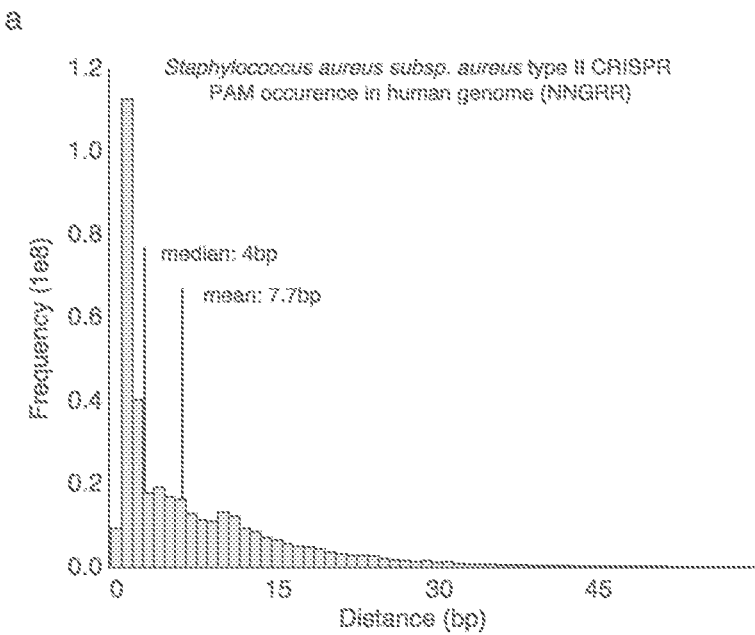 a
Staphylococcus aureus subsp. aureus type II CRISPR
PAM occurence in human genome (NNGRR)
1.2
1.0
0.8
0.6
0.4
0.2
0.0
Frequency (1e8)
median: 4bp
mean: 7.7bp
0 15 30 45
Distance (bp)